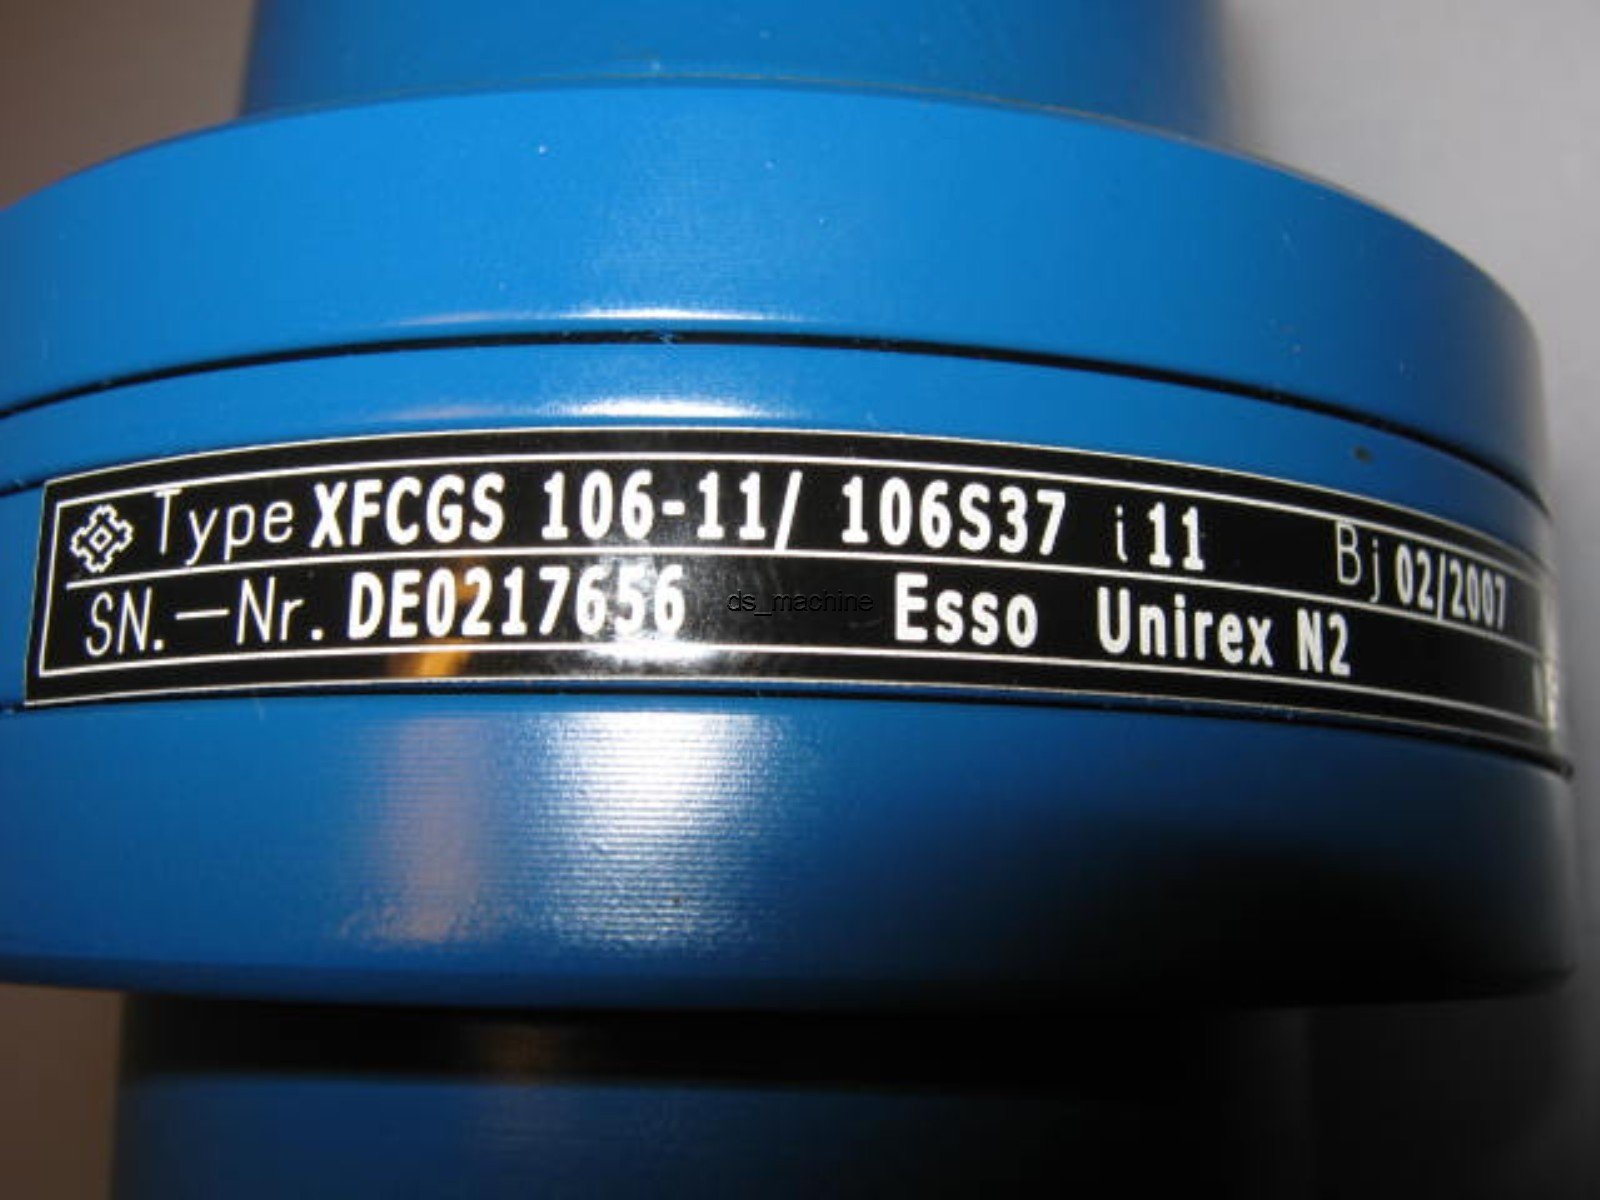 Type XFCGS 106-11/ 106S37 i 11 Bj 02/2007
SN.-Nr. DE0217656 Esso Unirex N2
ds_machine